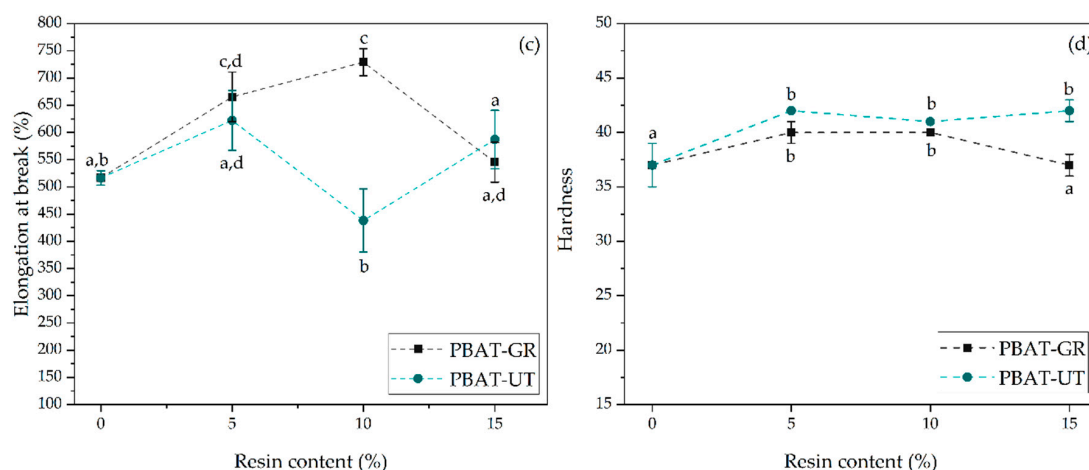 800
750
700
650
600
550
500
450
400
350
300
250
200
150
100
Elongation at break (%)
(c)
a,b
c,d
a,d
c
b
a
a,d
PBAT-GR
PBAT-UT
0
5
10
15
Resin content (%)
50
45
40
35
30
25
20
15
Hardness
(d)
a
b
b
b
b
b
a
PBAT-GR
PBAT-UT
0
5
10
15
Resin content (%)